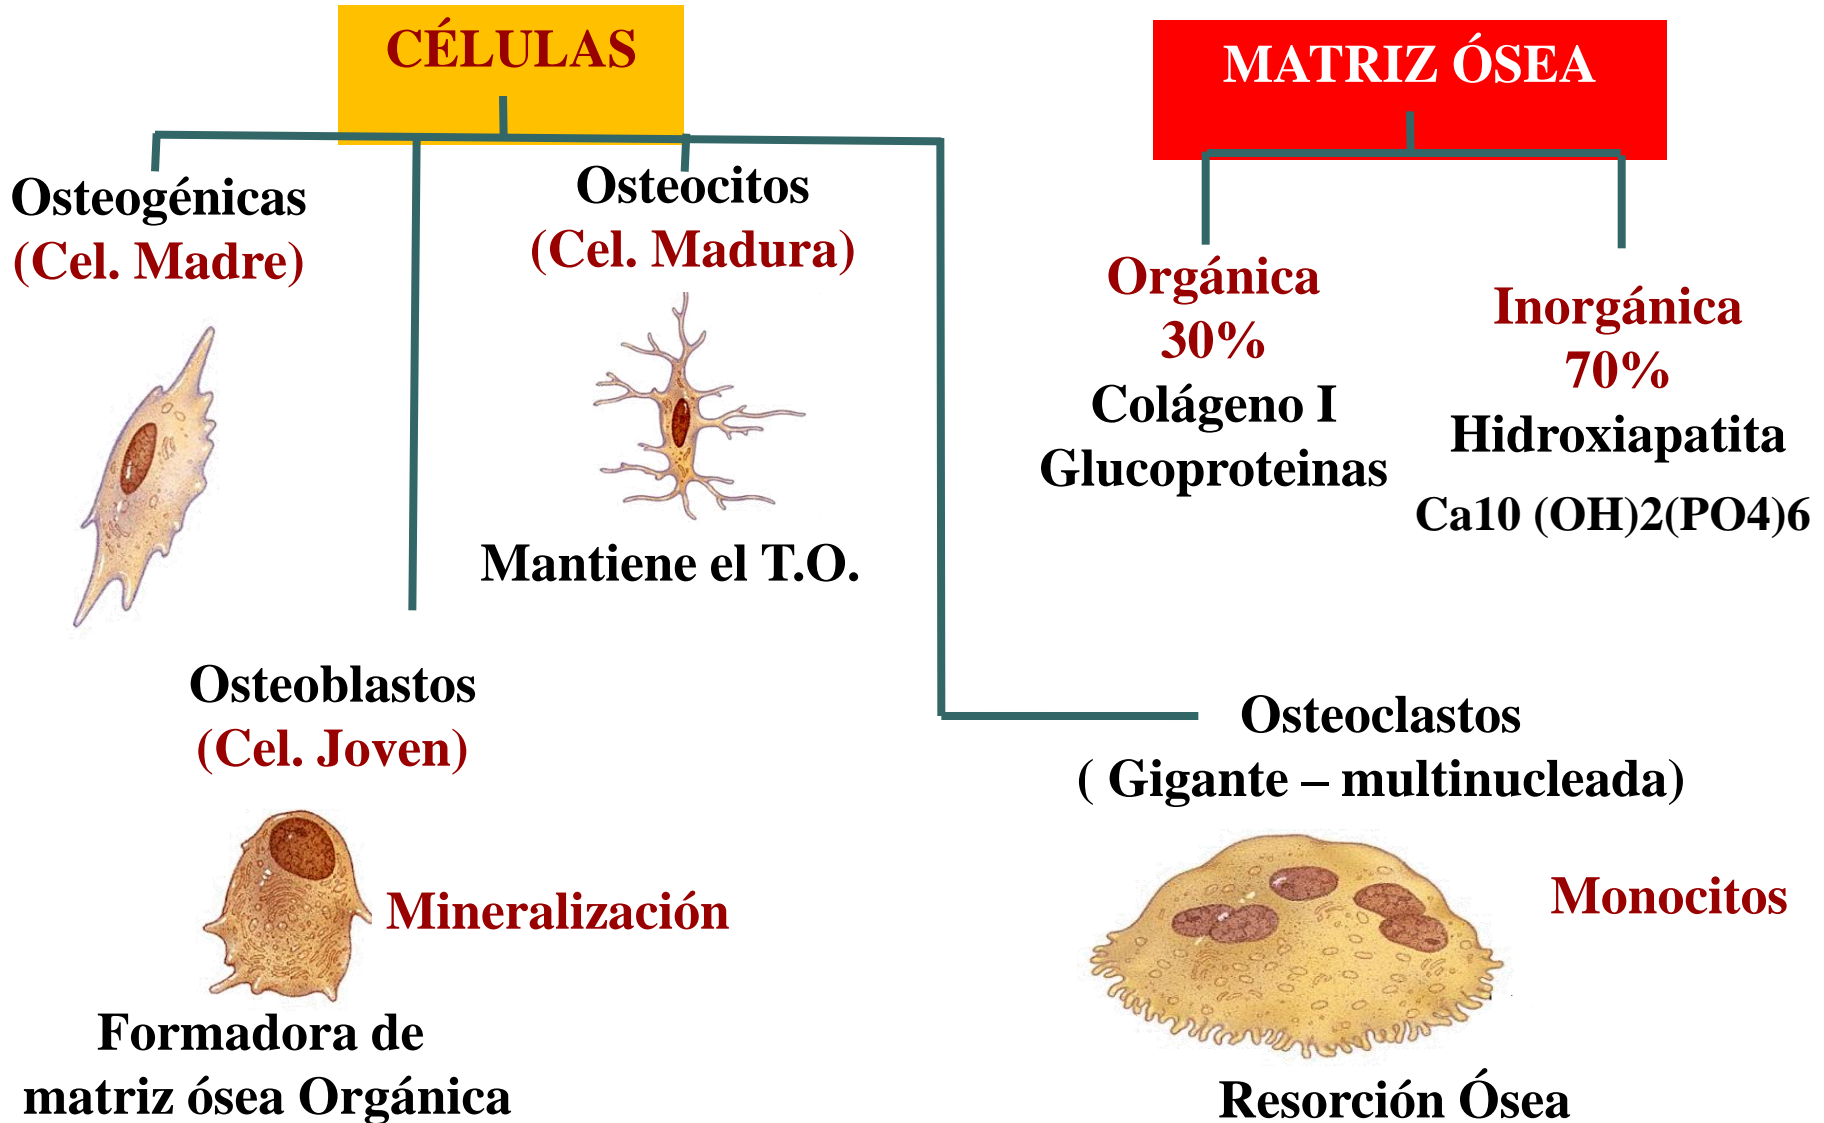 CÉLULAS
Osteogénicas
(Cel. Madre)
Osteocitos
(Cel. Madura)
Mantiene el T.O.
Osteoblastos
(Cel. Joven)
Mineralización
Formadora de
matriz ósea Orgánica
MATRIZ ÓSEA
Orgánica
30%
Colágeno I
Glucoproteinas
Inorgánica
70%
Hidroxiapatita
Ca10 (OH)2(PO4)6
Osteoclastos
( Gigante – multinucleada)
Monocitos
Resorción Ósea